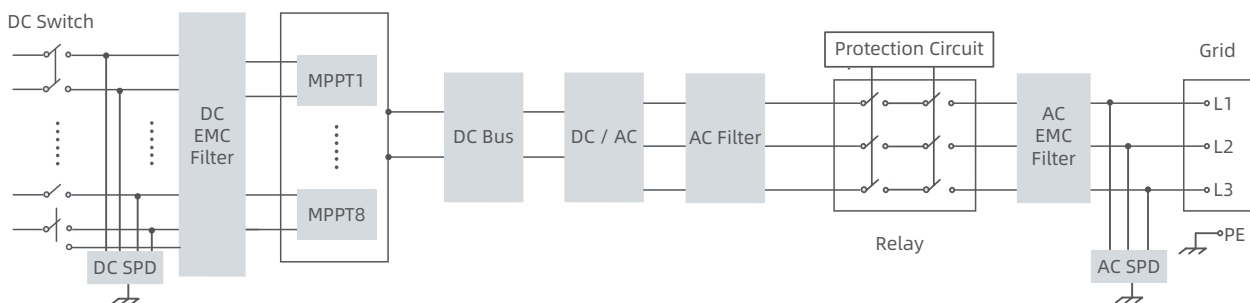 DC Switch
DC SPD
DC
EMC
Filter
MPPT1
MPPT8
DC Bus
DC / AC
AC Filter
Protection Circuit
Relay
AC
EMC
Filter
AC SPD
Grid
L1
L2
L3
PE